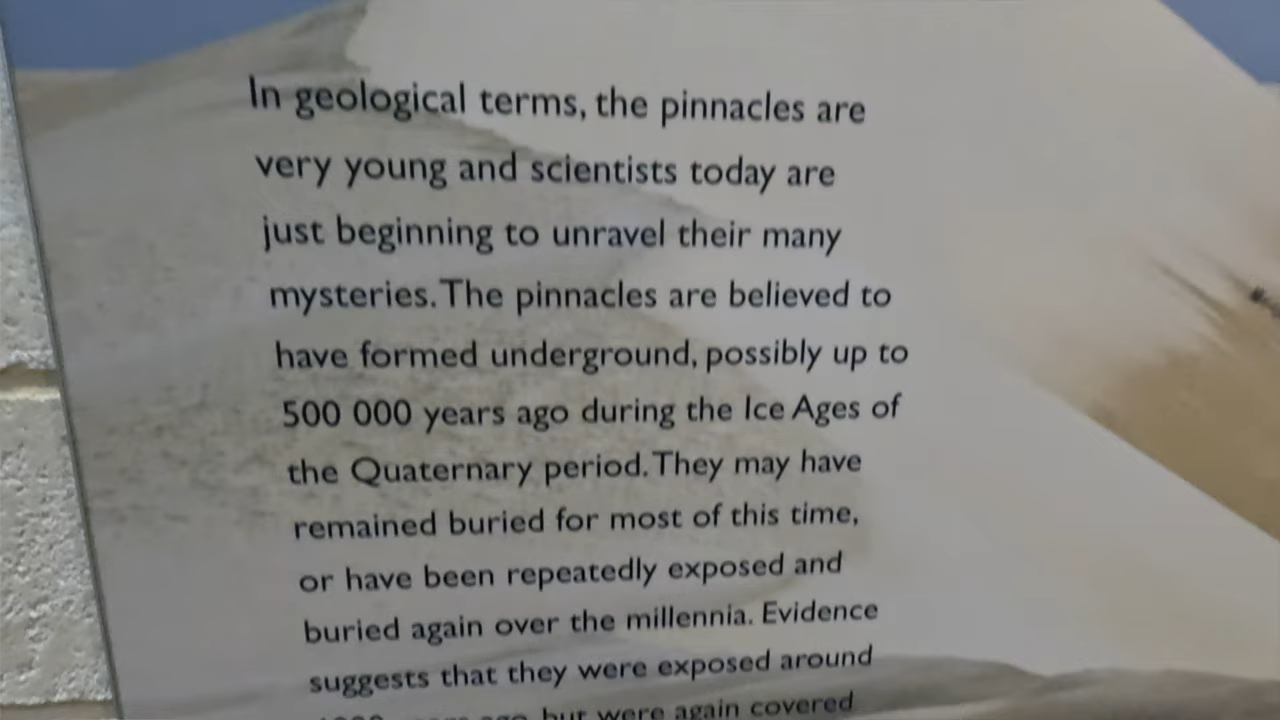 In geological terms, the pinnacles are
very young and scientists today are
just beginning to unravel their many
mysteries. The pinnacles are believed to
have formed underground, possibly up to
500 000 years ago during the Ice Ages of
the Quaternary period. They may have
remained buried for most of this time,
or have been repeatedly exposed and
buried again over the millennia. Evidence
suggests that they were exposed around
ago, but were again covered